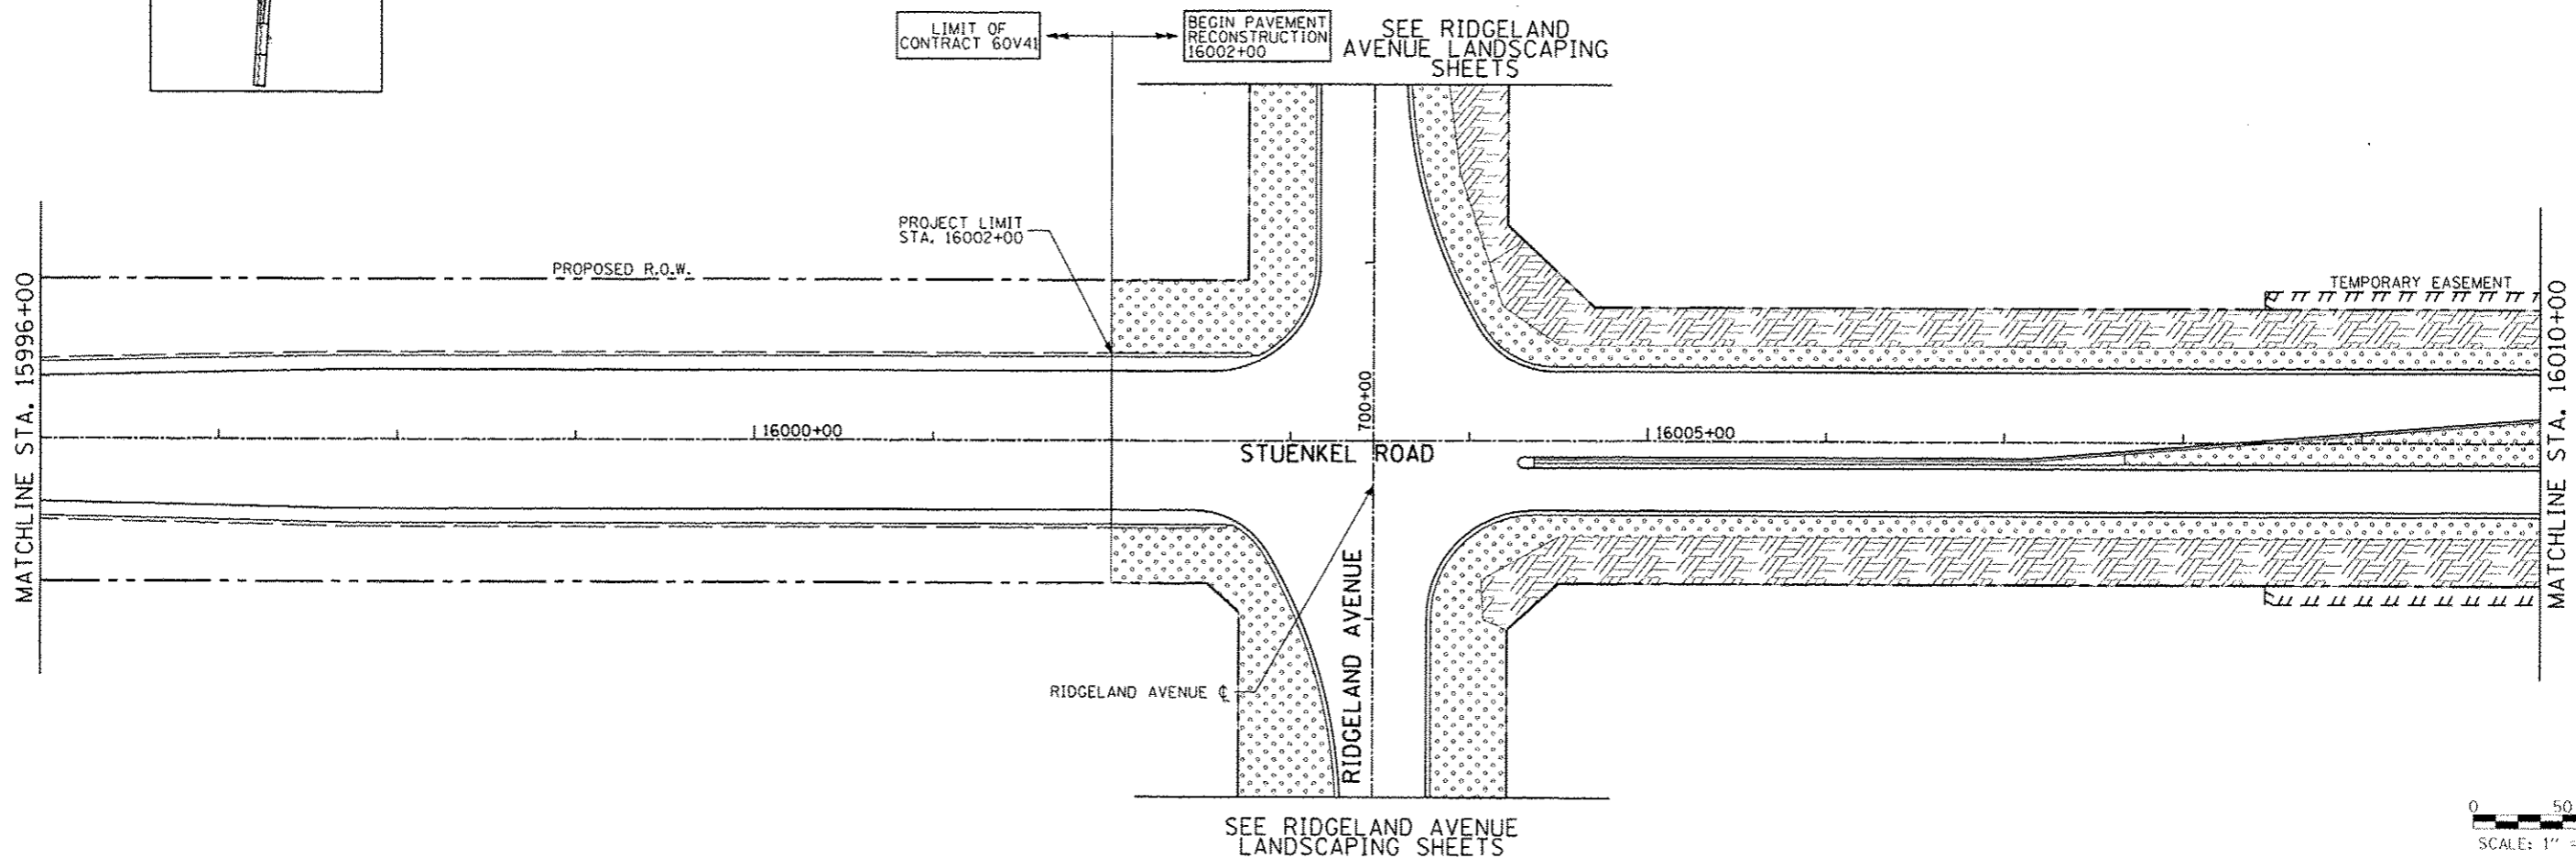 LIMIT OF
CONTRACT 60V41
BEGIN PAVEMENT
RECONSTRUCTION
16002+00
SEE RIDGELAND
AVENUE LANDSCAPING
SHEETS
PROJECT LIMIT
STA. 16002+00
PROPOSED R.O.W.
TEMPORARY EASEMENT
MATCHLINE STA. 15996+00
MATCHLINE STA. 16010+00
16000+00
700+00
16005+00
STUENKEL ROAD
RIDGELAND AVENUE
RIDGELAND AVENUE ℄
SEE RIDGELAND AVENUE
LANDSCAPING SHEETS
0 50
SCALE: 1" =